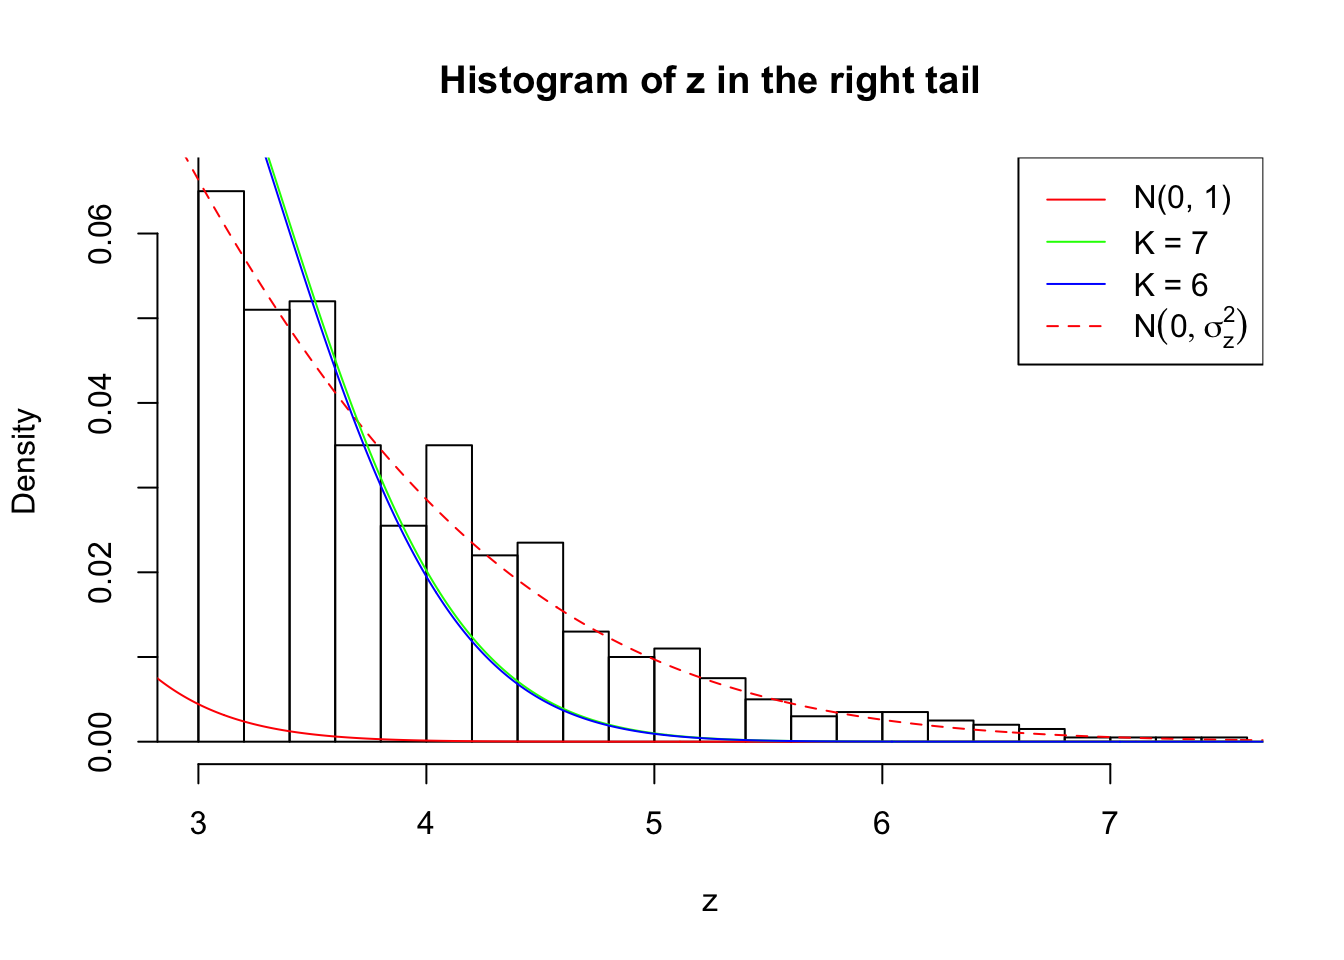 Histogram of z in the right tail
N(0, 1)
K = 7
K = 6
N(0, σ_z^2)
Density
0.06
0.04
0.02
0.00
3 4 5 6 7
z